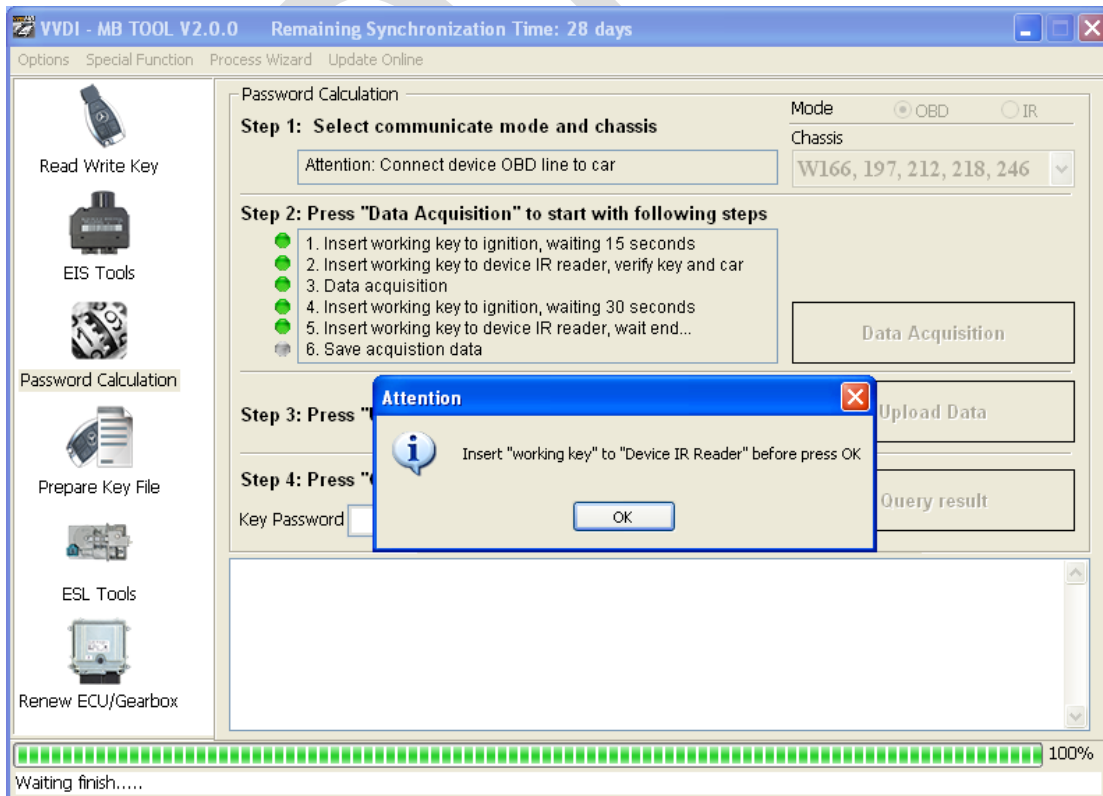 VVDI - MB TOOL V2.0.0 Remaining Synchronization Time: 28 days
Options Special Function Process Wizard Update Online
Read Write Key
EIS Tools
Password Calculation
Prepare Key File
ESL Tools
Renew ECU/Gearbox
Password Calculation
Step 1: Select communicate mode and chassis
Attention: Connect device OBD line to car
Mode OBD IR
Chassis
W166, 197, 212, 218, 246
Step 2: Press "Data Acquisition" to start with following steps
1. Insert working key to ignition, waiting 15 seconds
2. Insert working key to device IR reader, verify key and car
3. Data acquisition
4. Insert working key to ignition, waiting 30 seconds
5. Insert working key to device IR reader, wait end...
6. Save acquistion data
Data Acquisition
Step 3: Press "
Upload Data
Step 4: Press "
Query result
Key Password
Attention
Insert "working key" to "Device IR Reader" before press OK
OK
100%
Waiting finish.....